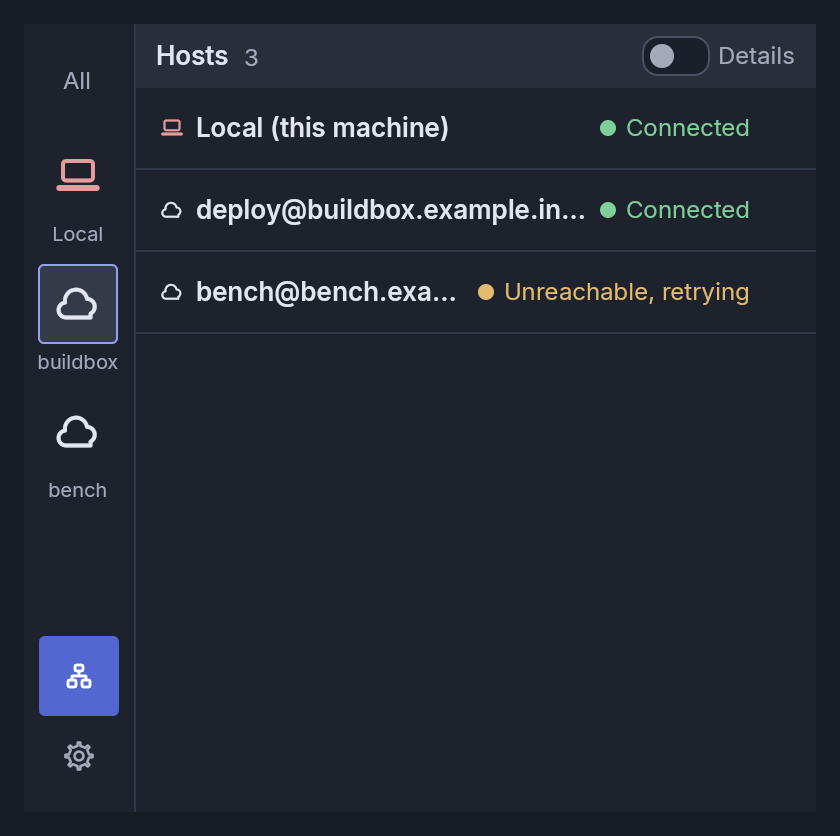 All
Local
buildbox
bench
Hosts 3
Details
Local (this machine)
Connected
deploy@buildbox.example.in...
Connected
bench@bench.exa...
Unreachable, retrying